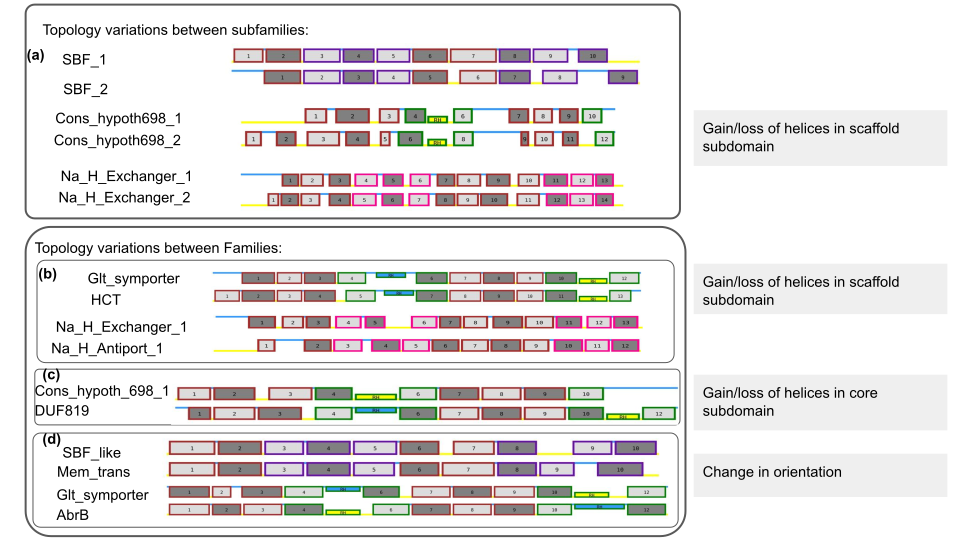 Topology variations between subfamilies:
(a)
SBF_1
1 2 3 4 5 6 7 8 9 10
SBF_2
1 2 3 4 5 6 7 8 9
Cons_hypoth698_1
1 2 3 4 6 7 8 9 10
Cons_hypoth698_2
1 2 3 4 5 6 8 9 10 11 12
Gain/loss of helices in scaffold
subdomain
Na_H_Exchanger_1
1 2 3 4 5 6 7 8 9 10 11 12 13
Na_H_Exchanger_2
1 2 3 4 5 6 7 8 9 10 11 12 13 14
Topology variations between Families:
(b)
Glt_symporter
1 2 3 4 6 7 8 9 10 12
HCT
1 2 3 4 5 7 8 9 10 11 13
Gain/loss of helices in scaffold
subdomain
Na_H_Exchanger_1
1 2 3 4 5 6 7 8 9 10 11 12 13
Na_H_Antiport_1
1 2 3 4 5 6 7 8 9 10 11 12
(c)
Cons_hypoth_698_1
1 2 3 4 6 7 8 9 10
DUF819
1 2 3 4 6 7 8 9 10 12
Gain/loss of helices in core
subdomain
(d)
SBF_like
1 2 3 4 5 6 7 8 9 10
Mem_trans
1 2 3 4 5 6 7 8 9 10
Change in orientation
Glt_symporter
1 2 3 4 6 7 8 9 10 12
AbrB
1 2 3 4 6 7 8 9 10 12